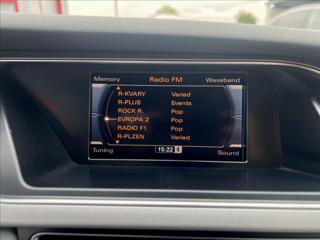 Memory Radio FM Waveband
R-KVARY Varied
R-PLUS Events
ROCK R. Pop
EVROPA 2 Pop
RADIO F1 Pop
R-PLZEN Varied
Tuning 15:22 Sound